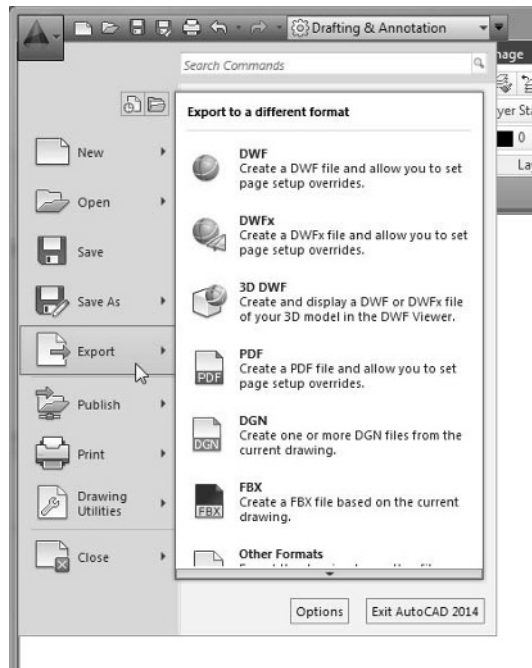 Drafting & Annotation
Search Commands
nage
yer Sta
0
La
Export to a different format
New
Open
Save
Save As
Export
Publish
Print
Drawing
Utilities
Close
DWF
Create a DWF file and allow you to set
page setup overrides.
DWFx
Create a DWFx file and allow you to set
page setup overrides.
3D DWF
Create and display a DWF or DWFx file
of your 3D model in the DWF Viewer.
PDF
PDF
Create a PDF file and allow you to set
page setup overrides.
DGN
DGN
Create one or more DGN files from the
current drawing.
FBX
FBX
Create a FBX file based on the current
drawing.
Other Formats
Options
Exit AutoCAD 2014